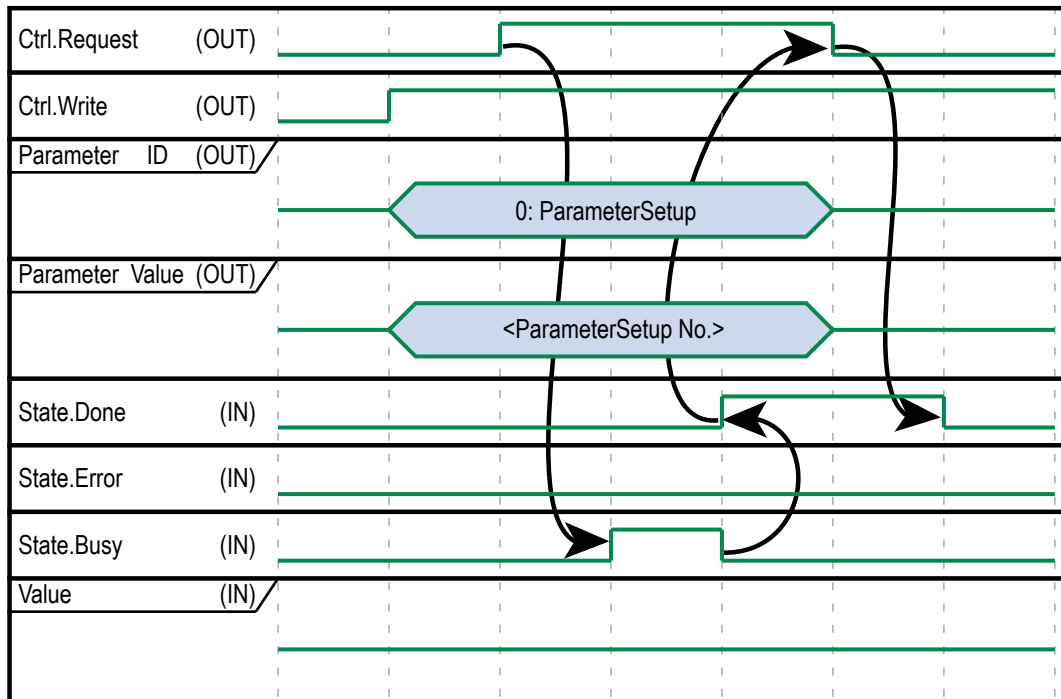 Ctrl.Request (OUT)
Ctrl.Write (OUT)
Parameter ID (OUT)
0: ParameterSetup
Parameter Value (OUT)
<ParameterSetup No.>
State.Done (IN)
State.Error (IN)
State.Busy (IN)
Value (IN)